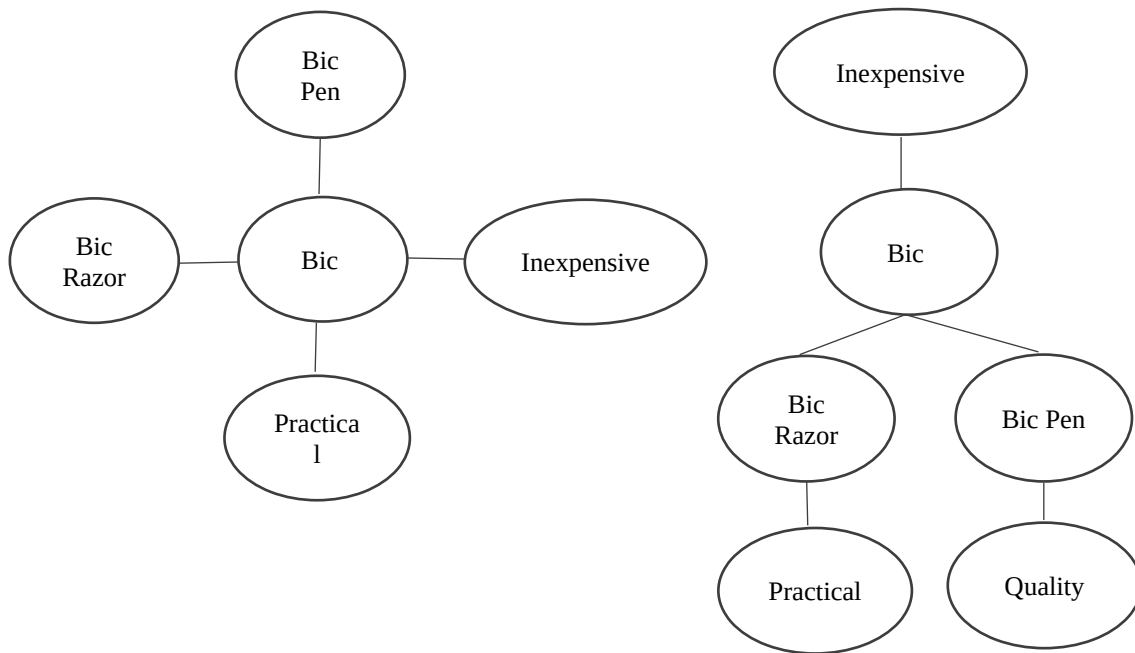 Bic
Pen
Bic
Razor
Bic
Inexpensive
Practica
l
Inexpensive
Bic
Bic
Razor
Bic Pen
Practical
Quality